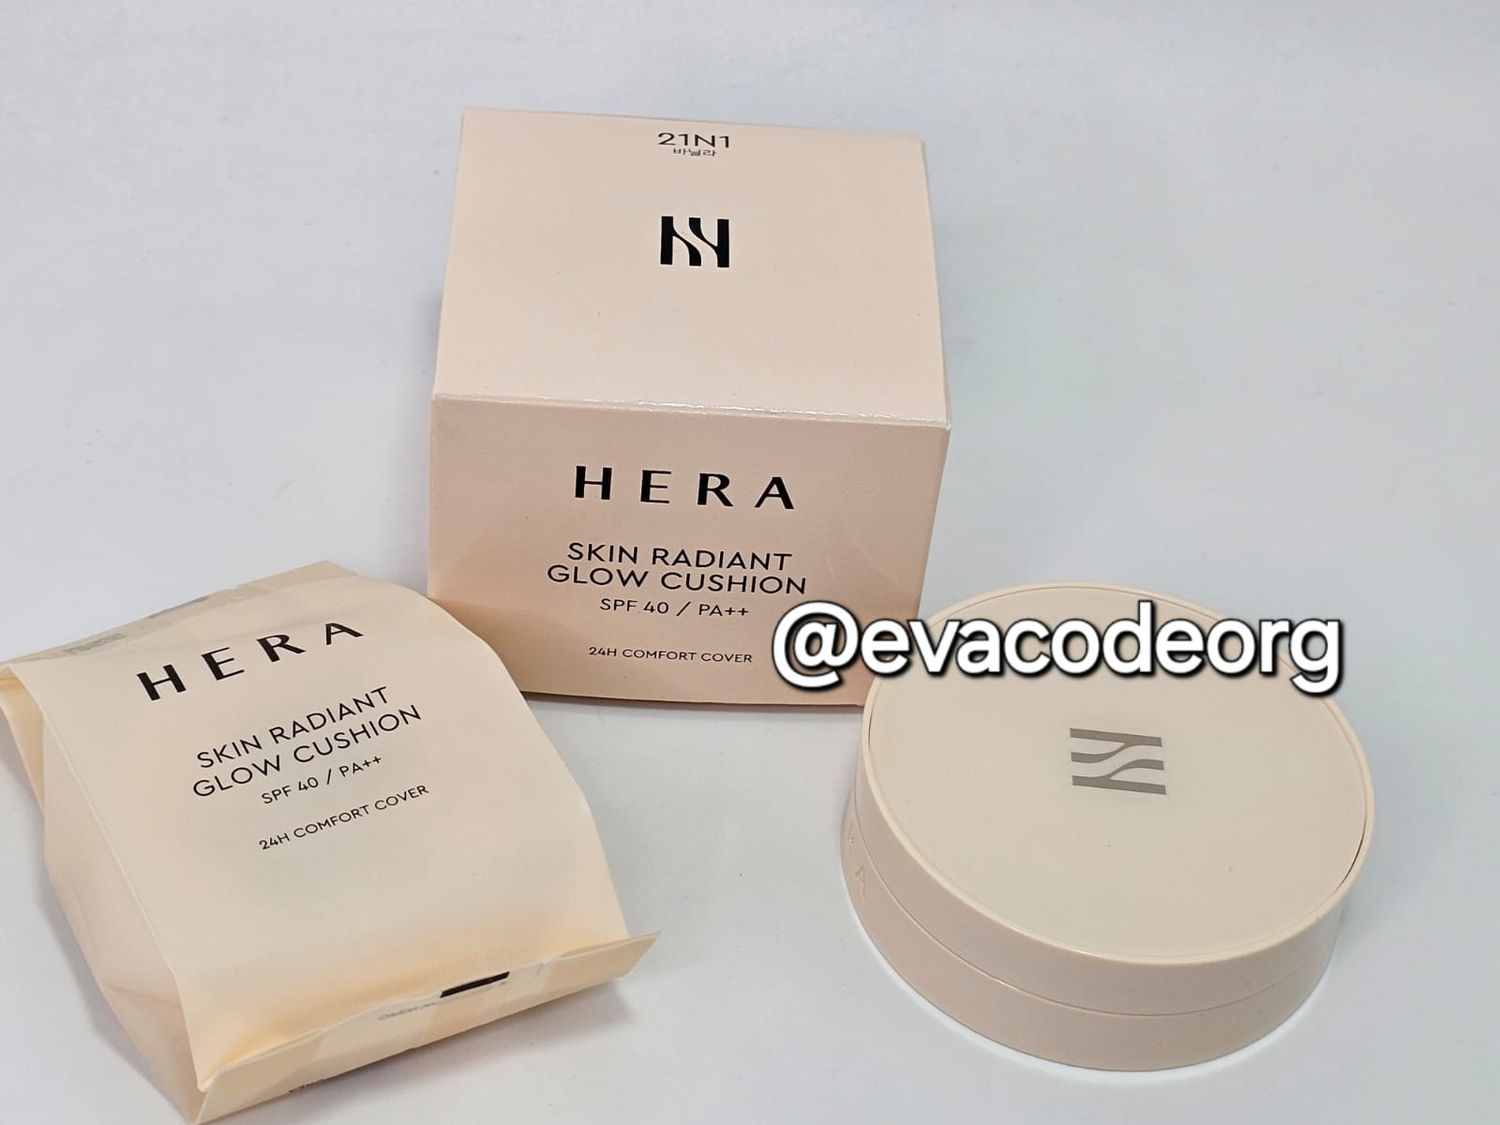 21N1
바닐라
HERA
SKIN RADIANT
GLOW CUSHION
SPF 40 / PA++
24H COMFORT COVER
@evacodeorg
HERA
SKIN RADIANT
GLOW CUSHION
SPF 40 / PA++
24H COMFORT COVER